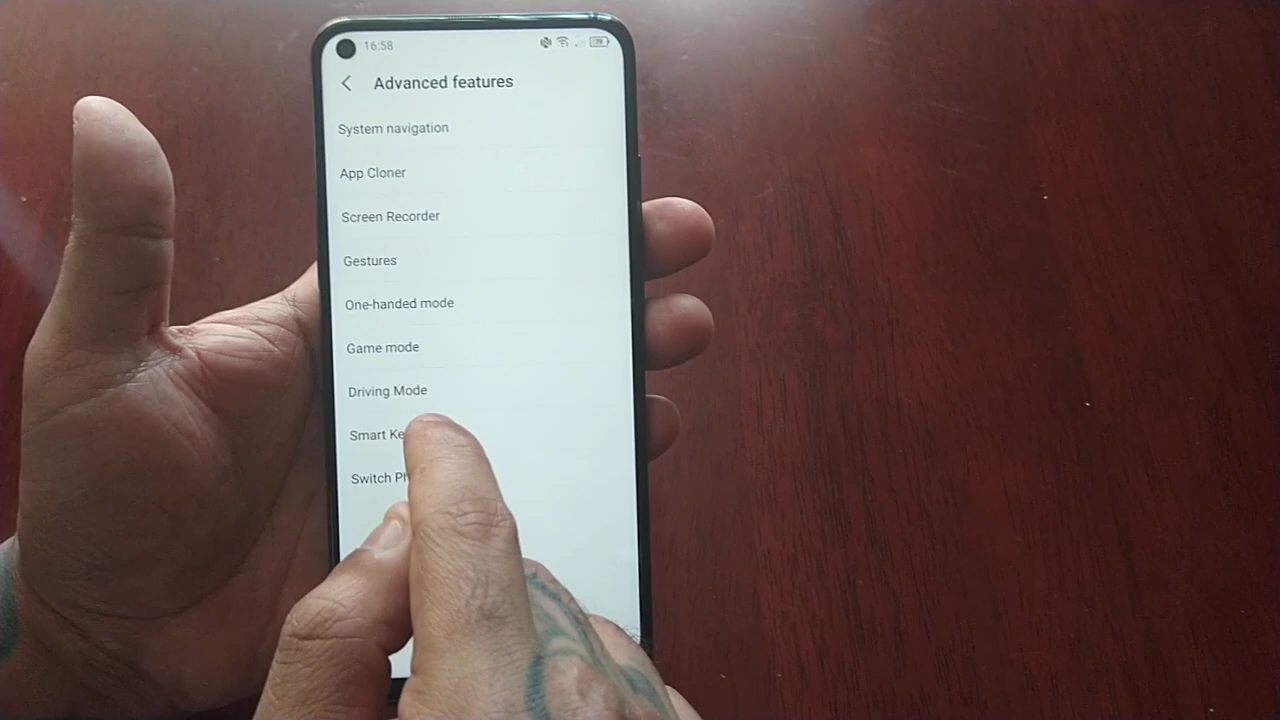 16:58
Advanced features
System navigation
App Cloner
Screen Recorder
Gestures
One-handed mode
Game mode
Driving Mode
Smart
Switch